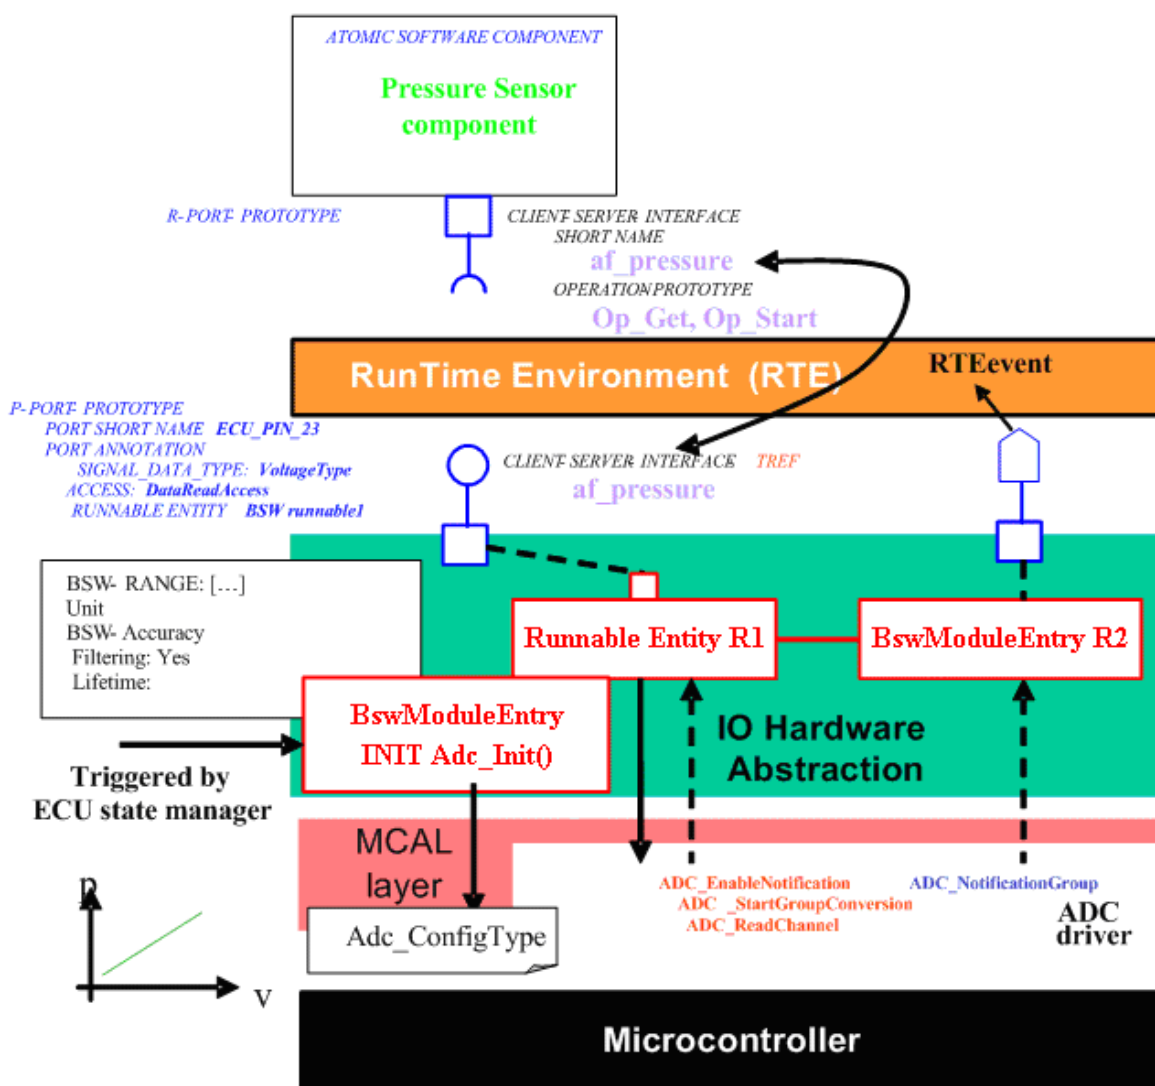 ATOMIC SOFTWARE COMPONENT
Pressure Sensor
component
R-PORT-PROTOTYPE
CLIENT-SERVER-INTERFACE
SHORT NAME
af_pressure
OPERATION-PROTOTYPE
Op_Get, Op_Start
RunTime Environment (RTE)
RTEevent
P-PORT-PROTOTYPE
PORT SHORT NAME ECU_PIN_23
PORT ANNOTATION
SIGNAL_DATA_TYPE: VoltageType
ACCESS: DataReadAccess
RUNNABLE ENTITY BSW runnable1
CLIENT-SERVER-INTERFACE TREF
af_pressure
BSW- RANGE: [...]
Unit
BSW- Accuracy
Filtering: Yes
Lifetime:
Runnable Entity R1
BswModuleEntry R2
BswModuleEntry
INIT Adc_Init()
IO Hardware
Abstraction
Triggered by
ECU state manager
MCAL
layer
Adc_ConfigType
ADC_EnableNotification
ADC _StartGroupConversion
ADC_ReadChannel
ADC_NotificationGroup
ADC
driver
p
v
Microcontroller